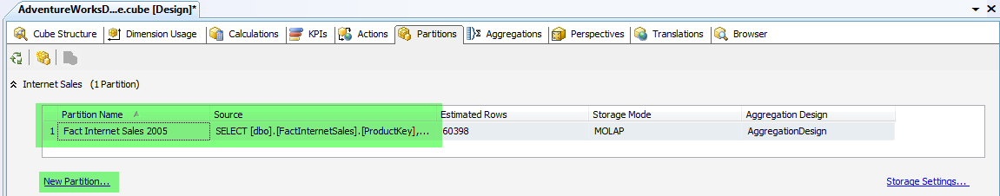 AdventureWorksD...e.cube [Design]*
Cube Structure Dimension Usage Calculations KPIs Actions Partitions Aggregations Perspectives Translations Browser
Internet Sales (1 Partition)
Partition Name Source Estimated Rows Storage Mode Aggregation Design
1 Fact Internet Sales 2005 SELECT [dbo].[FactInternetSales].[ProductKey],... 60398 MOLAP AggregationDesign
New Partition... Storage Settings...